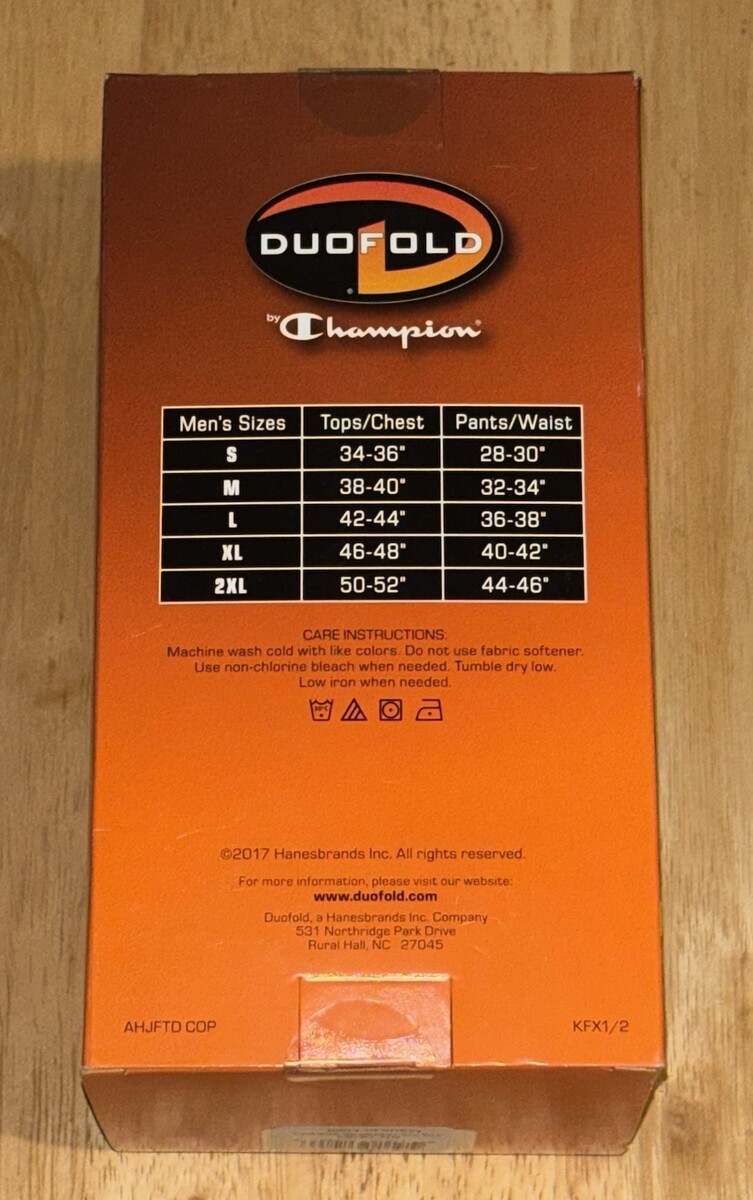 DUOFOLD
®
by Champion®
Men's Sizes Tops/Chest Pants/Waist
S 34-36" 28-30"
M 38-40" 32-34"
L 42-44" 36-38"
XL 46-48" 40-42"
2XL 50-52" 44-46"
CARE INSTRUCTIONS:
Machine wash cold with like colors. Do not use fabric softener.
Use non-chlorine bleach when needed. Tumble dry low.
Low iron when needed.
30°C
©2017 Hanesbrands Inc. All rights reserved.
For more information, please visit our website:
www.duofold.com
Duofold, a Hanesbrands Inc. Company
531 Northridge Park Drive
Rural Hall, NC 27045
AHJFTD COP KFX1/2